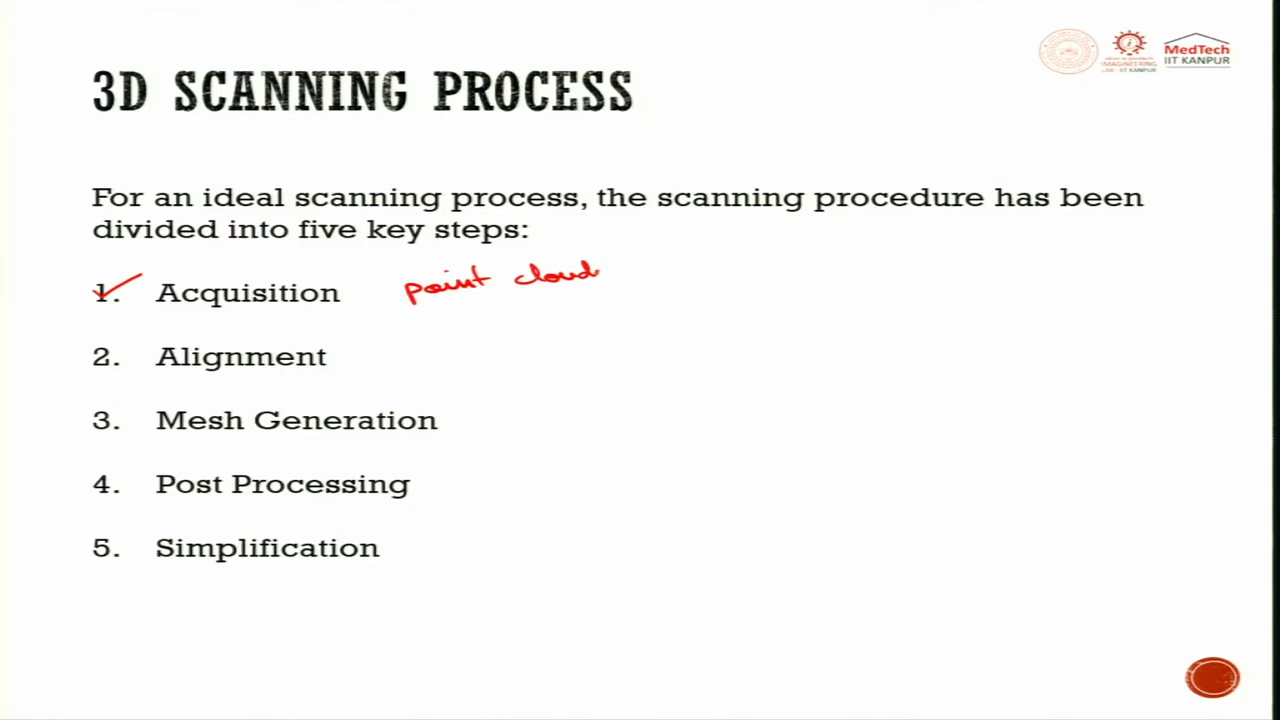 MedTech
IIT KANPUR
IMAGINEERING
3D SCANNING PROCESS
For an ideal scanning process, the scanning procedure has been
divided into five key steps:
1. Acquisition point cloud
2. Alignment
3. Mesh Generation
4. Post Processing
5. Simplification